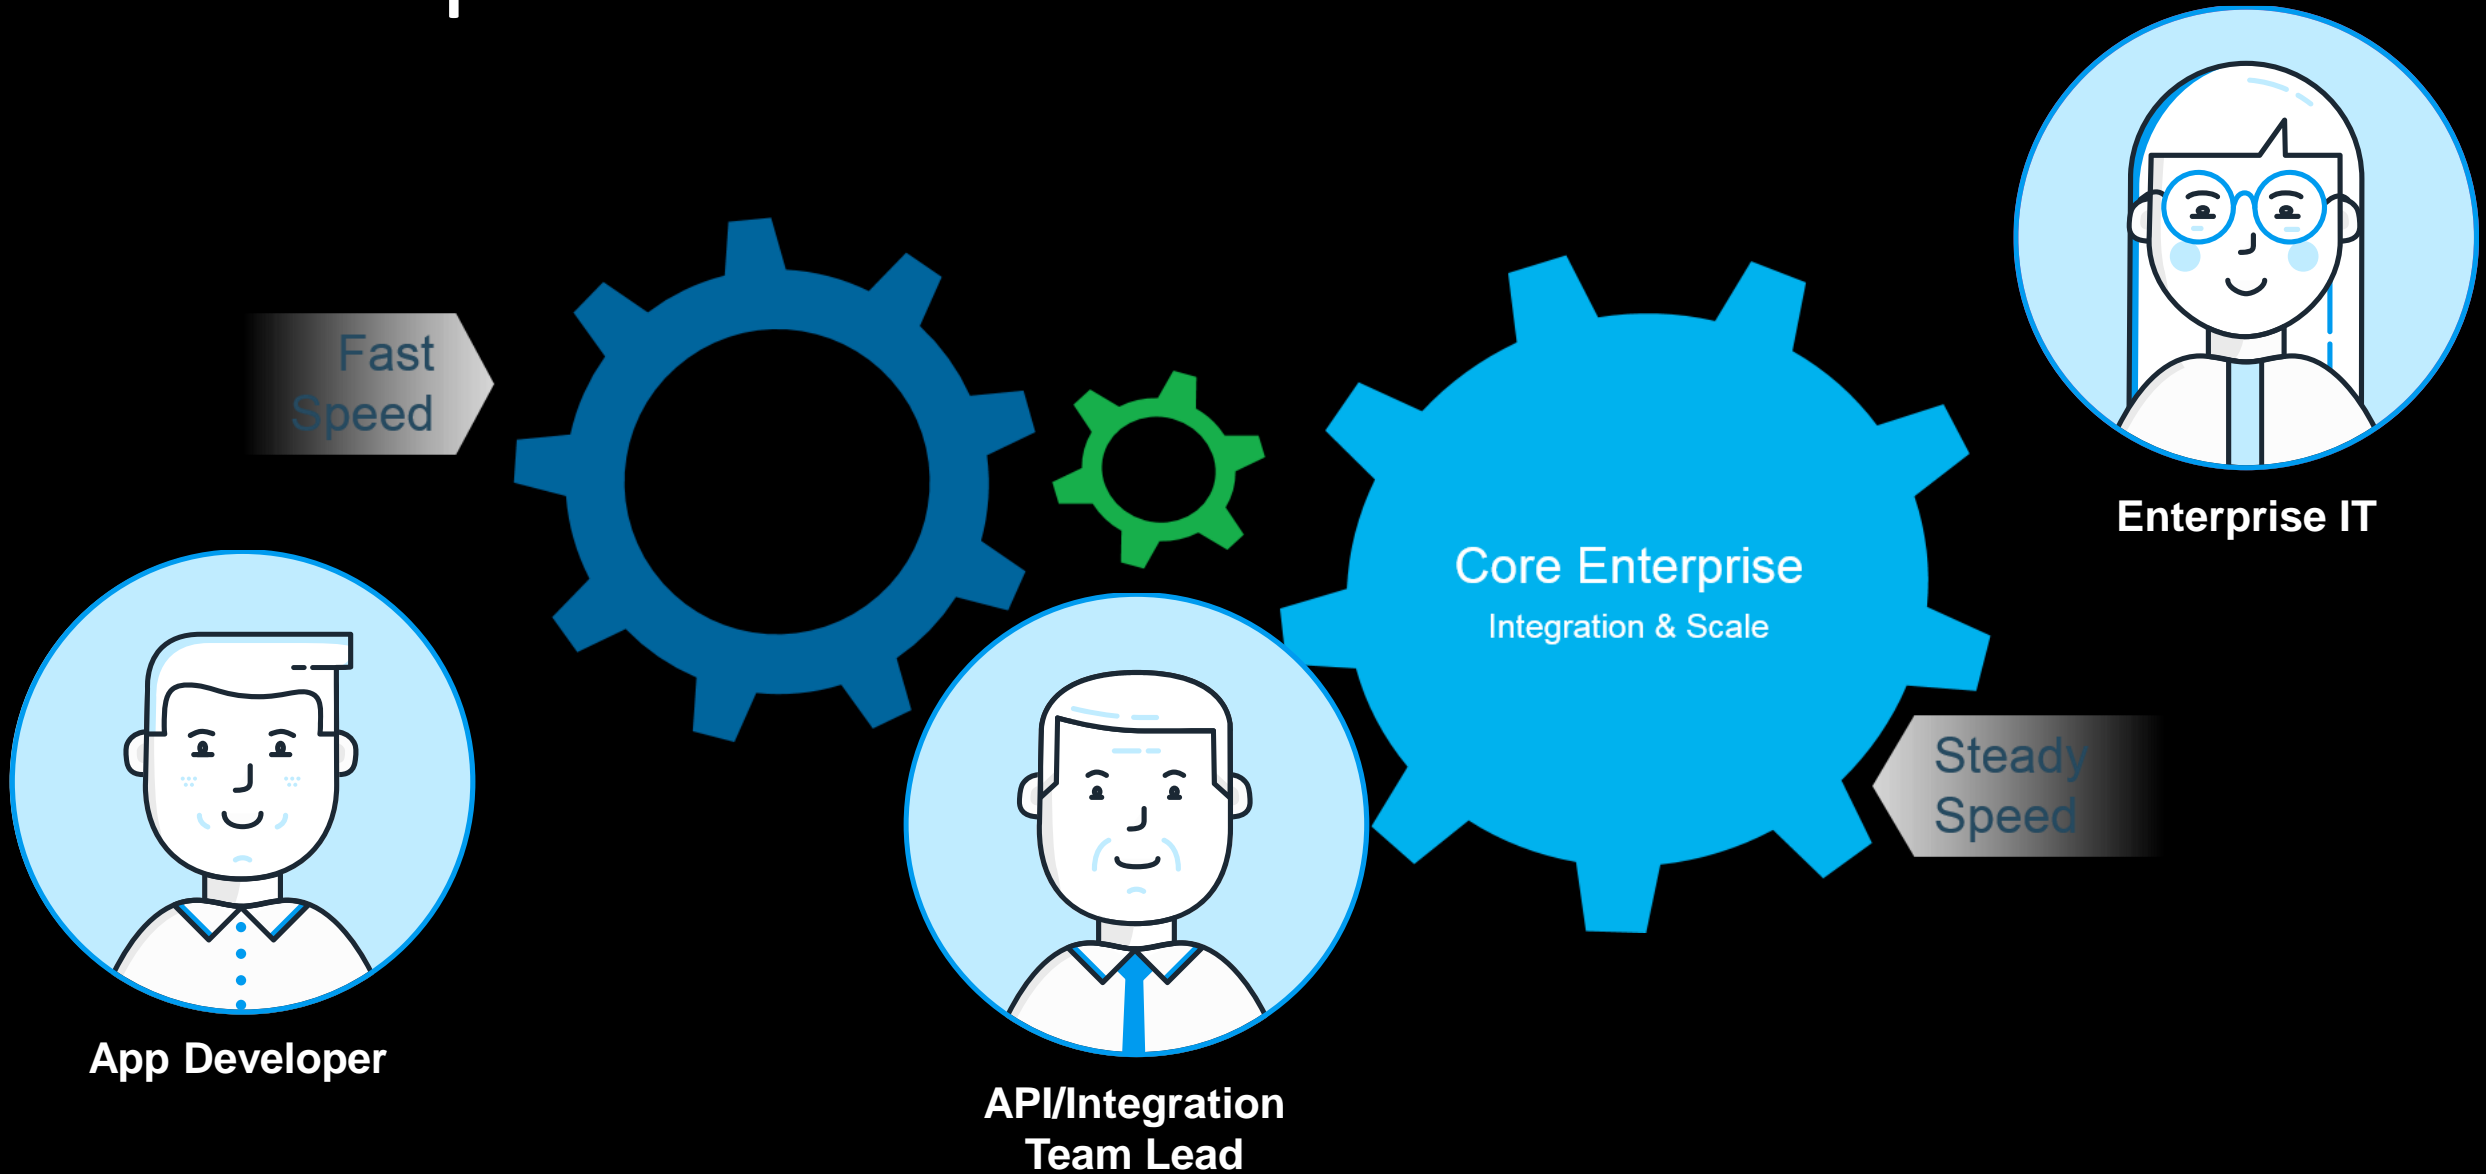 Fast
Speed
Core Enterprise
Integration & Scale
Enterprise IT
Steady
Speed
App Developer
API/Integration
Team Lead